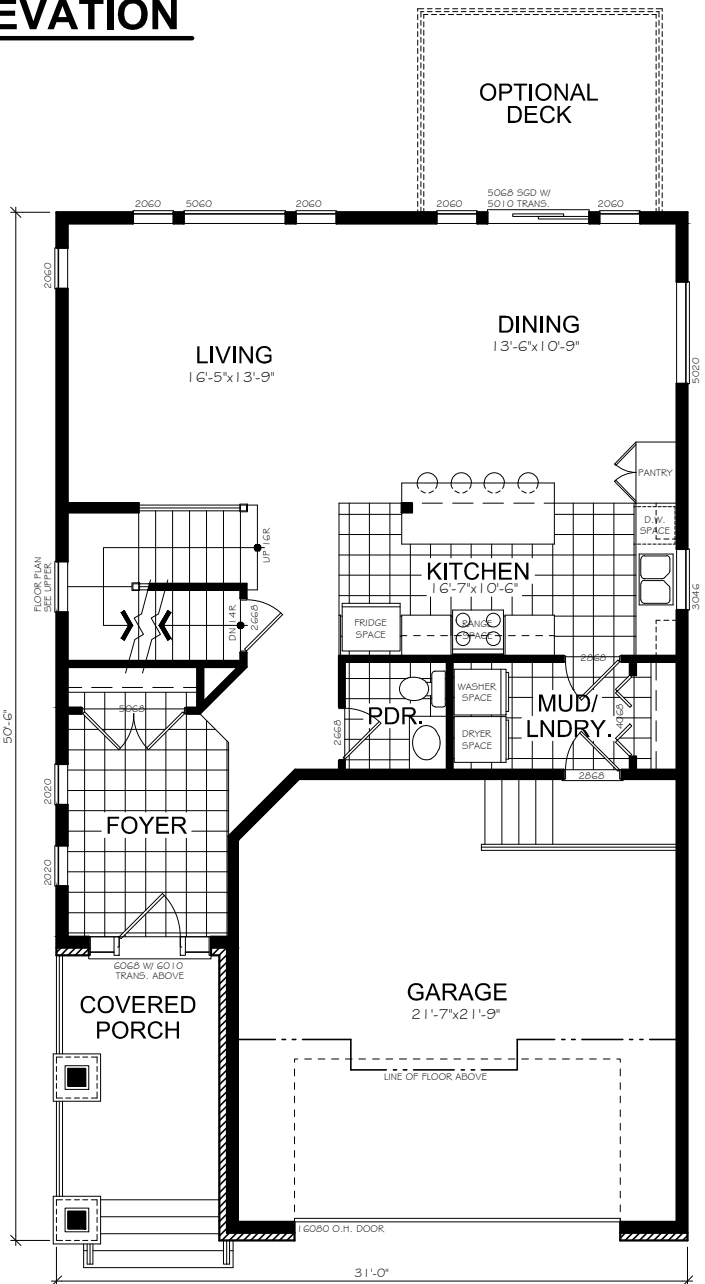 EVATION
OPTIONAL
DECK
5068 SGD W/
5010 TRANS.
2060
5060
2060
2060
2060
2060
DINING
13'-6"x10'-9"
LIVING
16'-5"x13'-9"
5020
PANTRY
D.W.
SPACE
UP 16R
FLOOR PLAN
SEE UPPER
KITCHEN
16'-7"x10'-6"
3046
FRIDGE
SPACE
RANGE
SPACE
DN 14R
2668
2868
WASHER
SPACE
MUD/
LNDRY.
4068
PDR.
2668
DRYER
SPACE
5068
50'-6"
2868
2020
FOYER
2020
6068 W/ 6010
TRANS. ABOVE
COVERED
PORCH
GARAGE
21'-7"x21'-9"
LINE OF FLOOR ABOVE
16080 O.H. DOOR
31'-0"